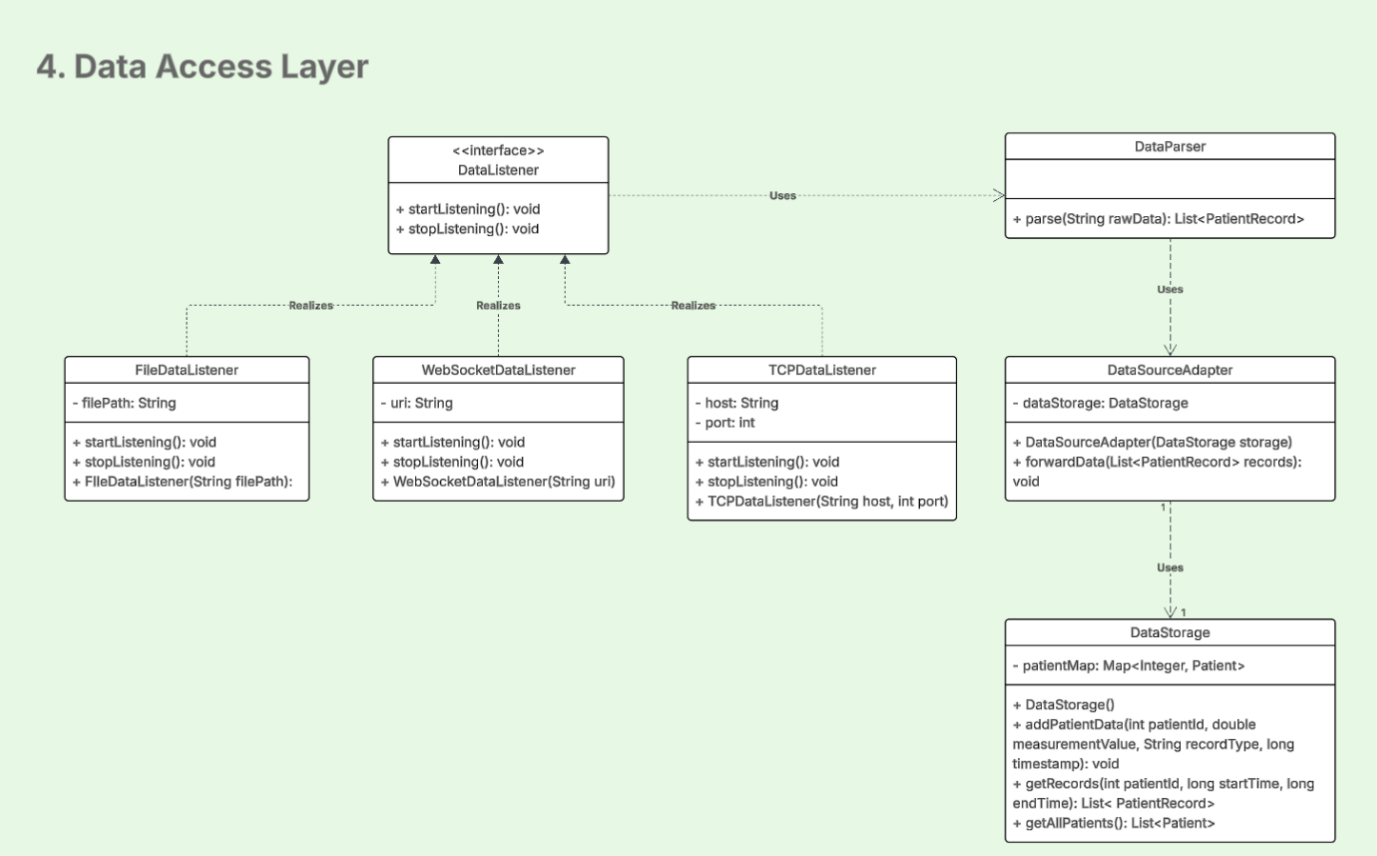 4. Data Access Layer
<<interface>>
DataListener
+ startListening(): void
+ stopListening(): void
Uses
DataParser
+ parse(String rawData): List<PatientRecord>
Realizes
Realizes
Realizes
Uses
FileDataListener
- filePath: String
+ startListening(): void
+ stopListening(): void
+ FIleDataListener(String filePath):
WebSocketDataListener
- uri: String
+ startListening(): void
+ stopListening(): void
+ WebSocketDataListener(String uri)
TCPDataListener
- host: String
- port: int
+ startListening(): void
+ stopListening(): void
+ TCPDataListener(String host, int port)
DataSourceAdapter
- dataStorage: DataStorage
+ DataSourceAdapter(DataStorage storage)
+ forwardData(List<PatientRecord> records):
void
1
Uses
1
DataStorage
- patientMap: Map<Integer, Patient>
+ DataStorage()
+ addPatientData(int patientId, double
measurementValue, String recordType, long
timestamp): void
+ getRecords(int patientId, long startTime, long
endTime): List< PatientRecord>
+ getAllPatients(): List<Patient>